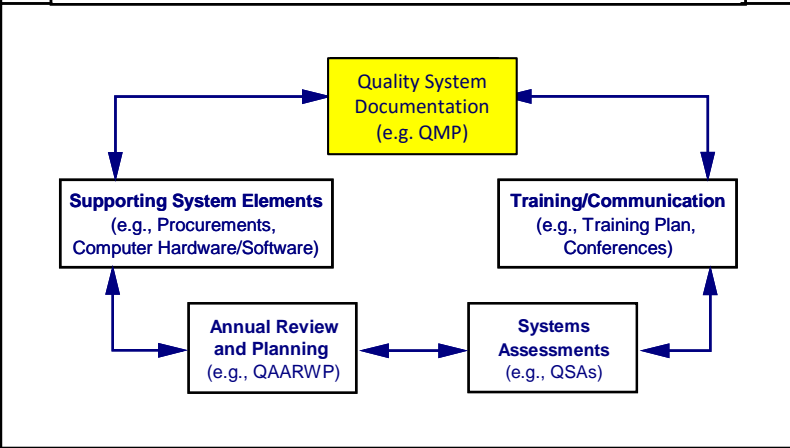 Quality System
Documentation
(e.g. QMP)
Supporting System Elements
(e.g., Procurements,
Computer Hardware/Software)
Training/Communication
(e.g., Training Plan,
Conferences)
Annual Review
and Planning
(e.g., QAARWP)
Systems
Assessments
(e.g., QSAs)